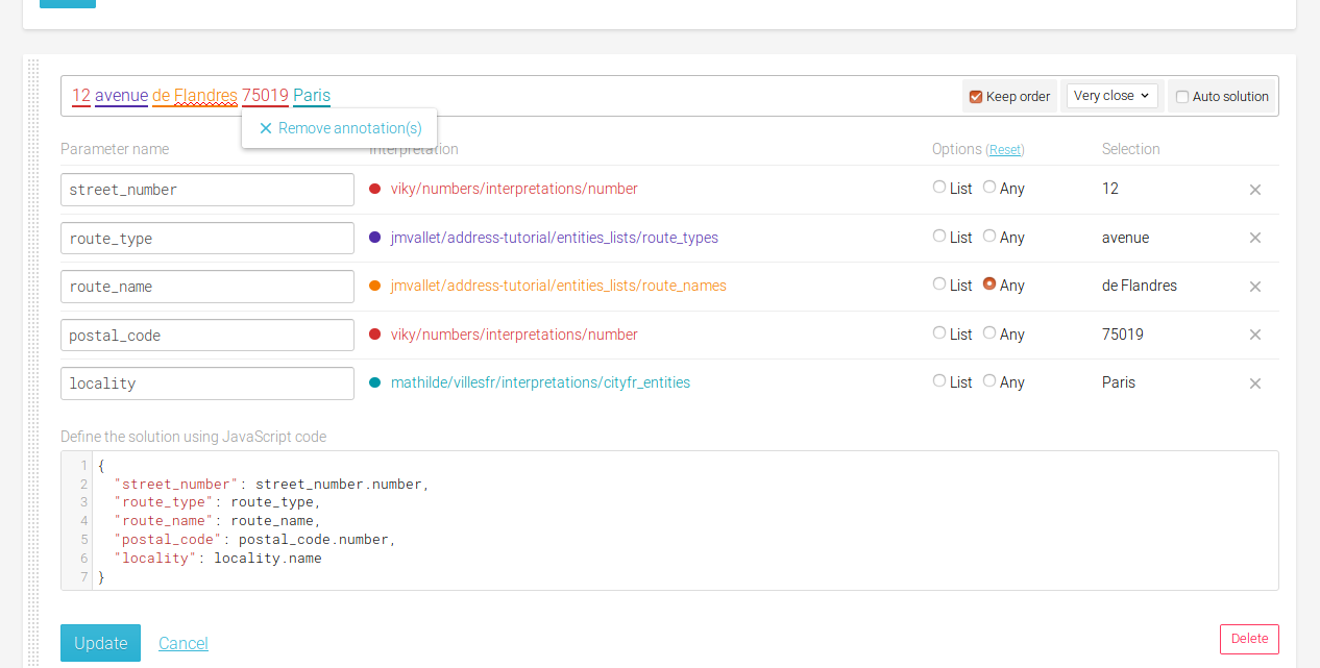 12 avenue de Flandres 75019 Paris
Keep order
Very close
Auto solution
Remove annotation(s)
Parameter name
Interpretation
Options (Reset)
Selection
street_number
viky/numbers/interpretations/number
List
Any
12
route_type
jmvallet/address-tutorial/entities_lists/route_types
List
Any
avenue
route_name
jmvallet/address-tutorial/entities_lists/route_names
List
Any
de Flandres
postal_code
viky/numbers/interpretations/number
List
Any
75019
locality
mathilde/villesfr/interpretations/cityfr_entities
List
Any
Paris
Define the solution using JavaScript code
1 {
2 "street_number": street_number.number,
3 "route_type": route_type,
4 "route_name": route_name,
5 "postal_code": postal_code.number,
6 "locality": locality.name
7 }
Update
Cancel
Delete